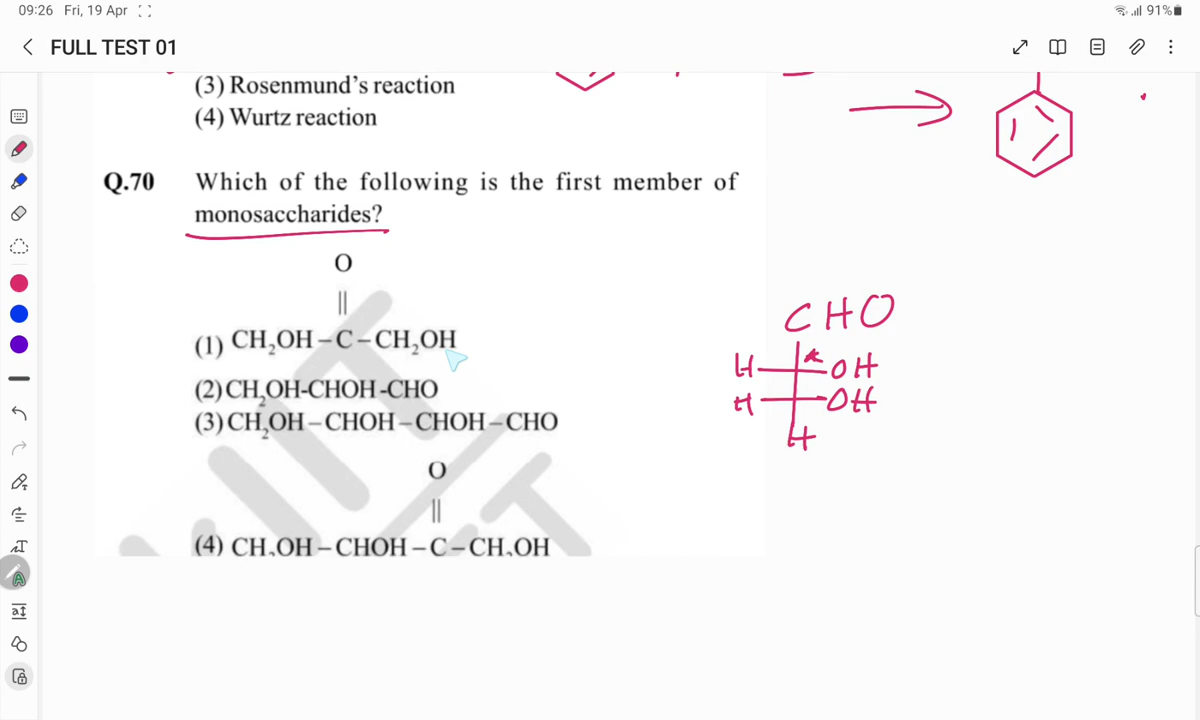 09:26 Fri, 19 Apr
91%
FULL TEST 01
(3) Rosenmund's reaction
(4) Wurtz reaction
Q.70 Which of the following is the first member of
monosaccharides?
O
||
(1) CH₂OH – C – CH₂OH
(2) CH₂OH-CHOH-CHO
(3) CH₂OH – CHOH – CHOH – CHO
O
||
(4) CH₂OH – CHOH – C – CH₂OH
CHO
H * OH
H OH
H